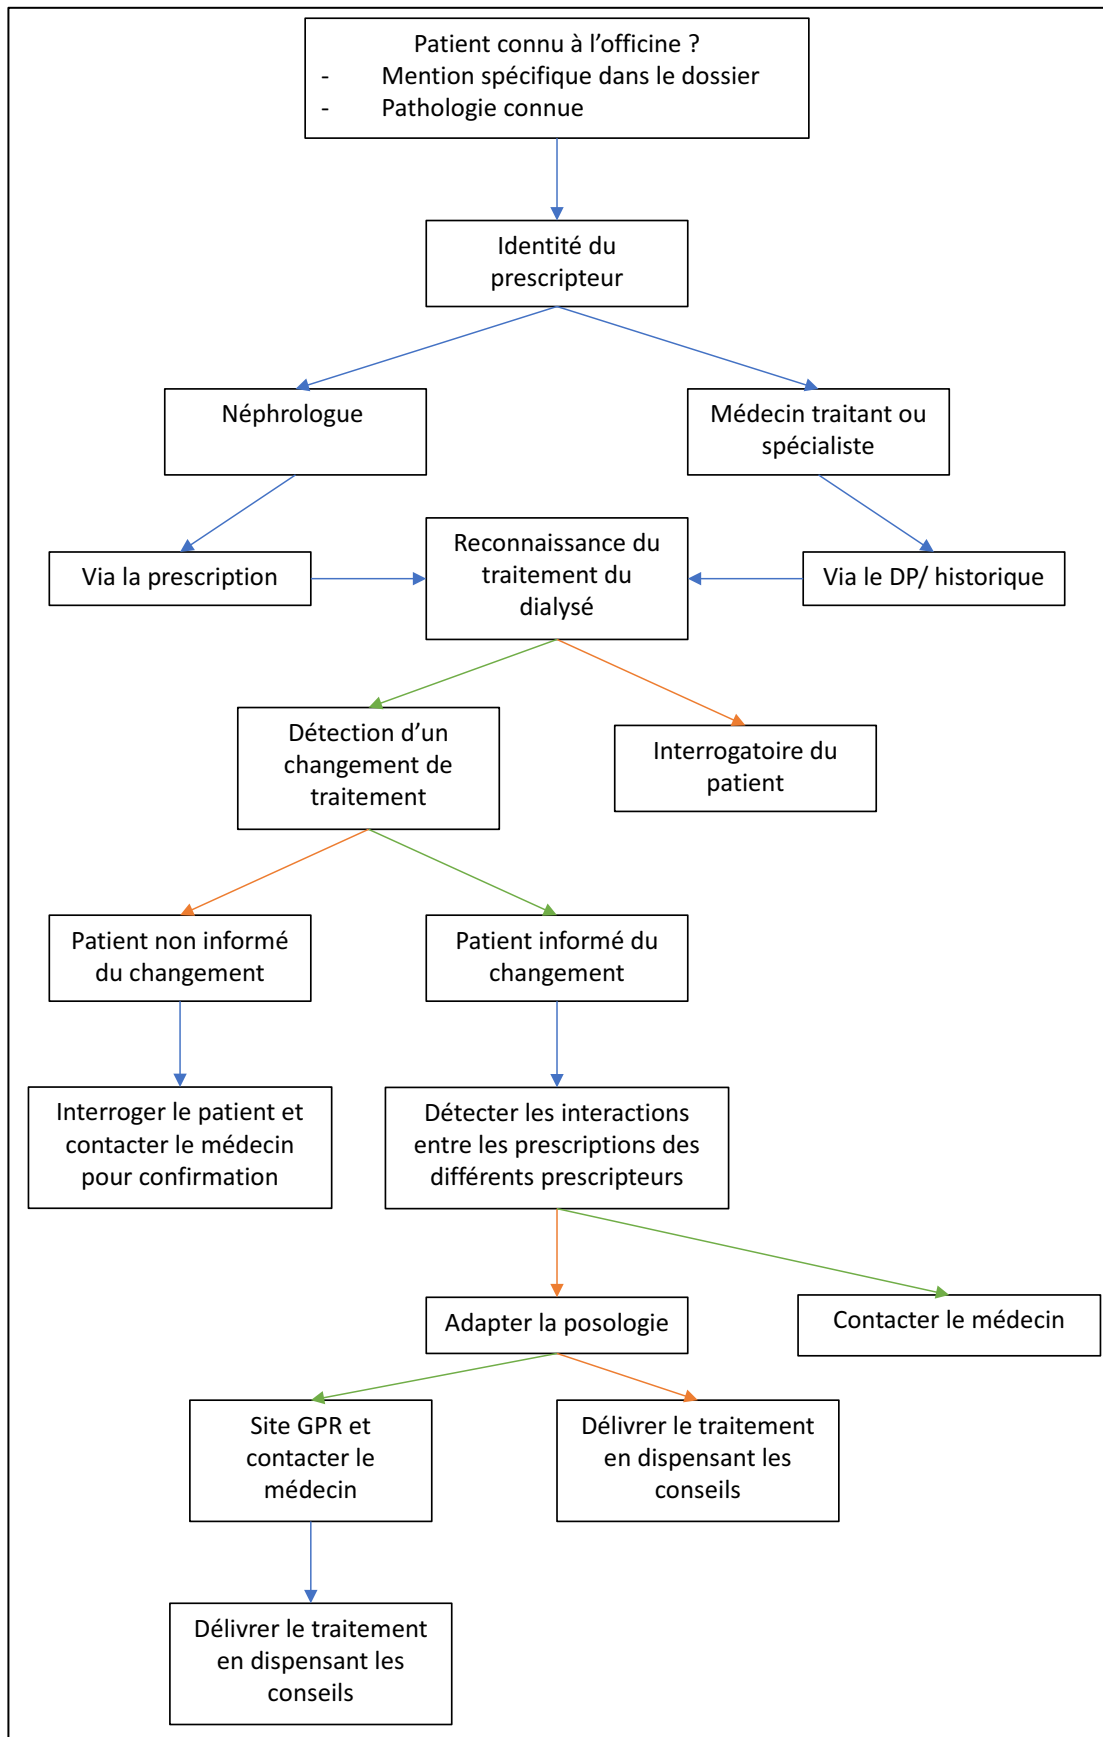 Patient connu à l’officine ?
- Mention spécifique dans le dossier
- Pathologie connue
Identité du
prescripteur
Néphrologue
Médecin traitant ou
spécialiste
Via la prescription
Reconnaissance du
traitement du
dialysé
Via le DP/ historique
Détection d’un
changement de
traitement
Interrogatoire du
patient
Patient non informé
du changement
Patient informé du
changement
Interroger le patient et
contacter le médecin
pour confirmation
Détecter les interactions
entre les prescriptions des
différents prescripteurs
Adapter la posologie
Contacter le médecin
Site GPR et
contacter le
médecin
Délivrer le traitement
en dispensant les
conseils
Délivrer le traitement
en dispensant les
conseils